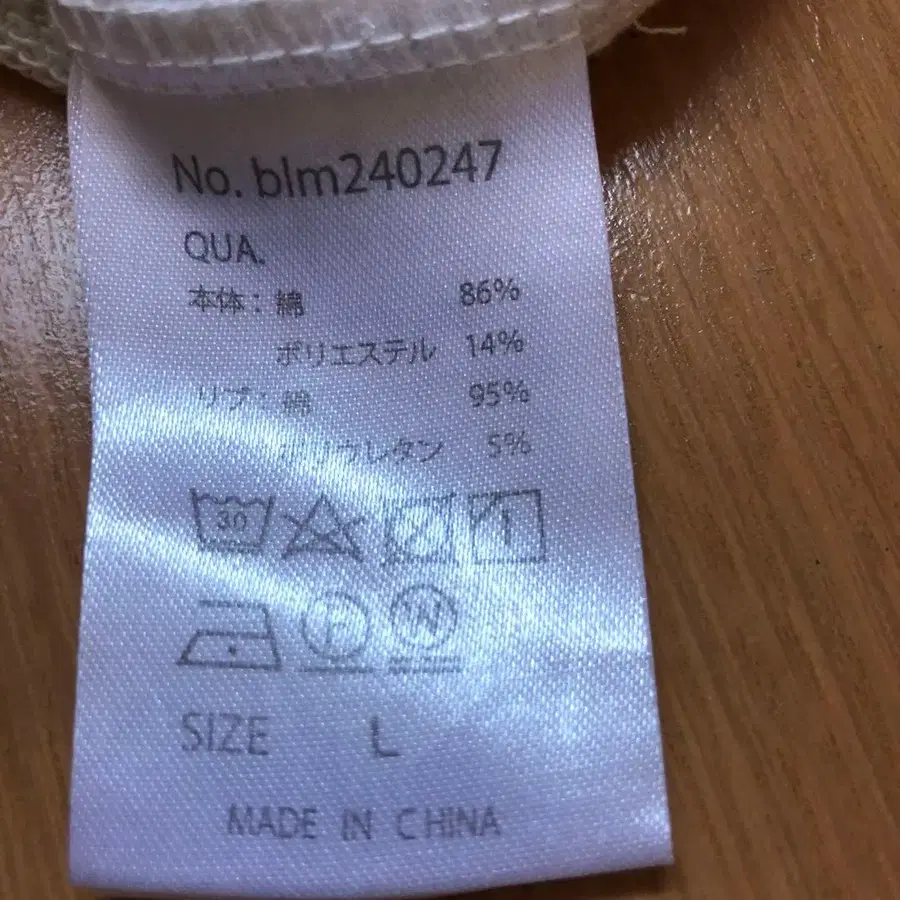 No. blm240247
QUA.
本体： 綿 86%
ポリエステル 14%
リブ： 綿 95%
ポリウレタン 5%
30
P W
SIZE L
MADE IN CHINA